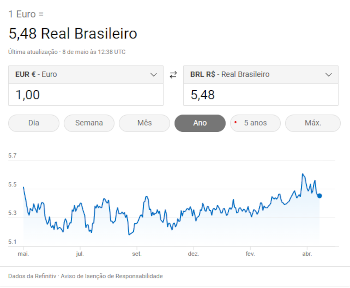 1 Euro =
5,48 Real Brasileiro
Última atualização · 8 de maio às 12:38 UTC
EUR € - Euro
BRL R$ - Real Brasileiro
1,00
5,48
Dia
Semana
Mês
Ano
5 anos
Máx.
5.7
5.5
5.3
5.1
mai.
jul.
set
dez.
fev.
abr.
Dados da Refinitiv · Aviso de Isenção de Responsabilidade